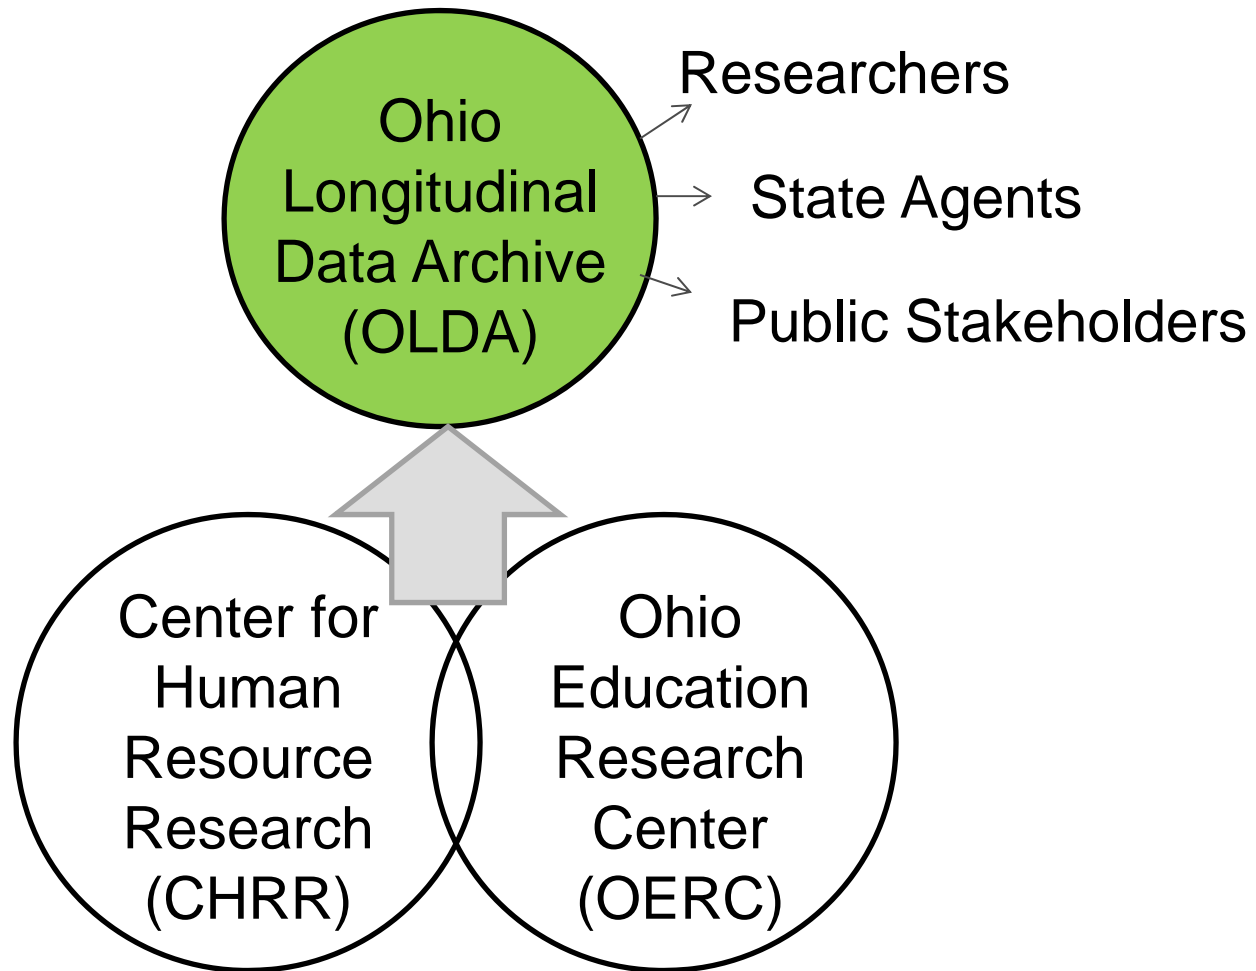 Ohio
Longitudinal
Data Archive
(OLDA)
Researchers
State Agents
Public Stakeholders
Center for
Human
Resource
Research
(CHRR)
Ohio
Education
Research
Center
(OERC)